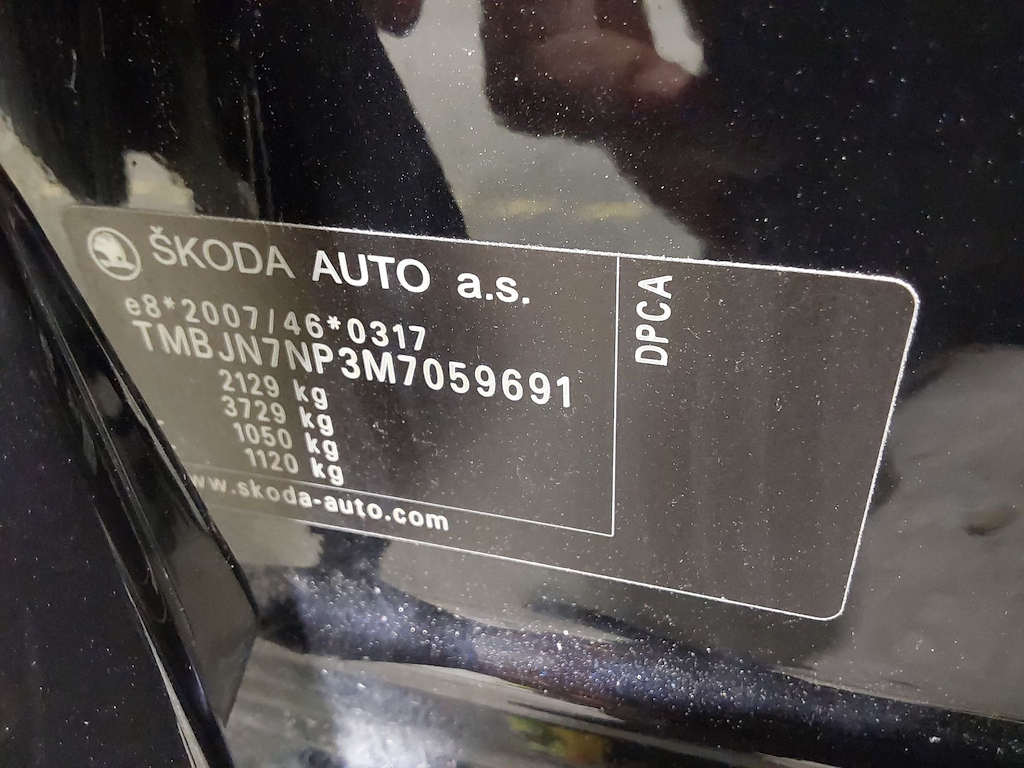 ŠKODA AUTO a.s.
e8*2007/46*0317
TMBJN7NP3M7059691
2129 kg
3729 kg
1050 kg
1120 kg
www.skoda-auto.com
DPCA